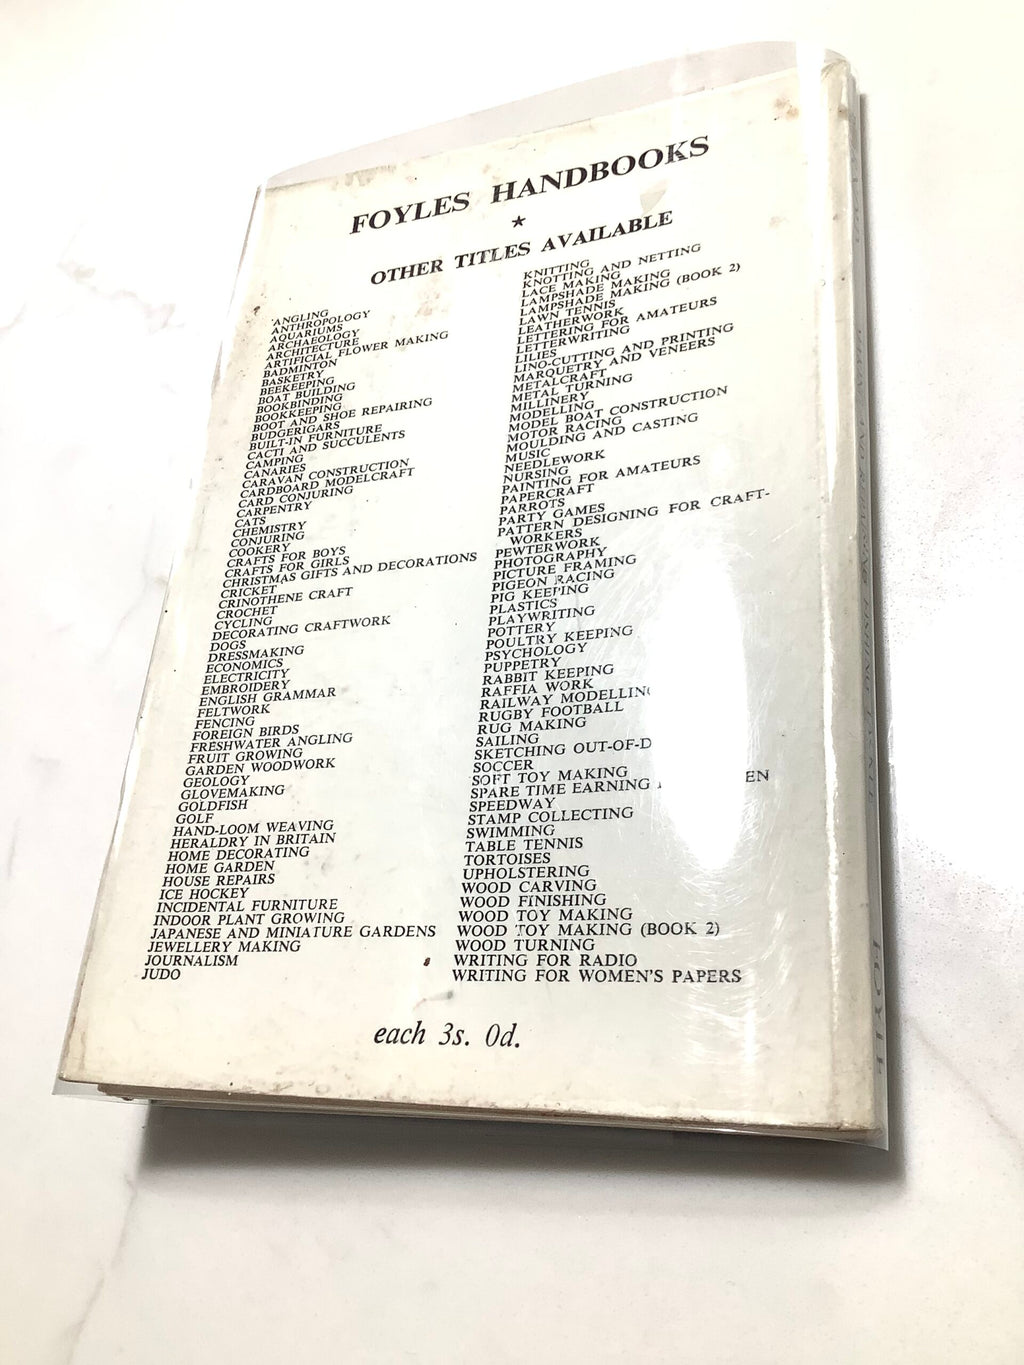 FOYLES HANDBOOKS
★
OTHER TITLES AVAILABLE
ANGLING
ANTHROPOLOGY
AQUARIUMS
ARCHAEOLOGY
ARCHITECTURE
ARTIFICIAL FLOWER MAKING
BADMINTON
BASKETRY
BEEKEEPING
BOAT BUILDING
BOOKBINDING
BOOKKEEPING
BOOT AND SHOE REPAIRING
BUDGERIGARS
BUILT-IN FURNITURE
CACTI AND SUCCULENTS
CAMPING
CANARIES
CARAVAN CONSTRUCTION
CARDBOARD MODELCRAFT
CARD CONJURING
CARPENTRY
CATS
CHEMISTRY
CONJURING
COOKERY
CRAFTS FOR BOYS
CRAFTS FOR GIRLS
CHRISTMAS GIFTS AND DECORATIONS
CRICKET
CRINOTHENE CRAFT
CROCHET
CYCLING
DECORATING CRAFTWORK
DOGS
DRESSMAKING
ECONOMICS
ELECTRICITY
EMBROIDERY
ENGLISH GRAMMAR
FELTWORK
FENCING
FOREIGN BIRDS
FRESHWATER ANGLING
FRUIT GROWING
GARDEN WOODWORK
GEOLOGY
GLOVEMAKING
GOLDFISH
GOLF
HAND-LOOM WEAVING
HERALDRY IN BRITAIN
HOME DECORATING
HOME GARDEN
HOUSE REPAIRS
ICE HOCKEY
INCIDENTAL FURNITURE
INDOOR PLANT GROWING
JAPANESE AND MINIATURE GARDENS
JEWELLERY MAKING
JOURNALISM
JUDO
KNITTING
KNOTTING AND NETTING
LACE MAKING
LAMPSHADE MAKING
LAMPSHADE MAKING (BOOK 2)
LAWN TENNIS
LEATHERWORK
LETTERING FOR AMATEURS
LETTERWRITING
LILIES
LINO-CUTTING AND PRINTING
MARQUETRY AND VENEERS
METALCRAFT
METAL TURNING
MILLINERY
MODELLING
MODEL BOAT CONSTRUCTION
MOTOR RACING
MOULDING AND CASTING
MUSIC
NEEDLEWORK
NURSING
PAINTING FOR AMATEURS
PAPERCRAFT
PARROTS
PARTY GAMES
PATTERN DESIGNING FOR CRAFT-
WORKERS
PEWTERWORK
PHOTOGRAPHY
PICTURE FRAMING
PIGEON RACING
PIG KEEPING
PLASTICS
PLAYWRITING
POTTERY
POULTRY KEEPING
PSYCHOLOGY
PUPPETRY
RABBIT KEEPING
RAFFIA WORK
RAILWAY MODELLING
RUGBY FOOTBALL
RUG MAKING
SAILING
SKETCHING OUT-OF-D
SOCCER
SOFT TOY MAKING
SPARE TIME EARNING EN
SPEEDWAY
STAMP COLLECTING
SWIMMING
TABLE TENNIS
TORTOISES
UPHOLSTERING
WOOD CARVING
WOOD FINISHING
WOOD TOY MAKING
WOOD TOY MAKING (BOOK 2)
WOOD TURNING
WRITING FOR RADIO
WRITING FOR WOMEN'S PAPERS
each 3s. 0d.